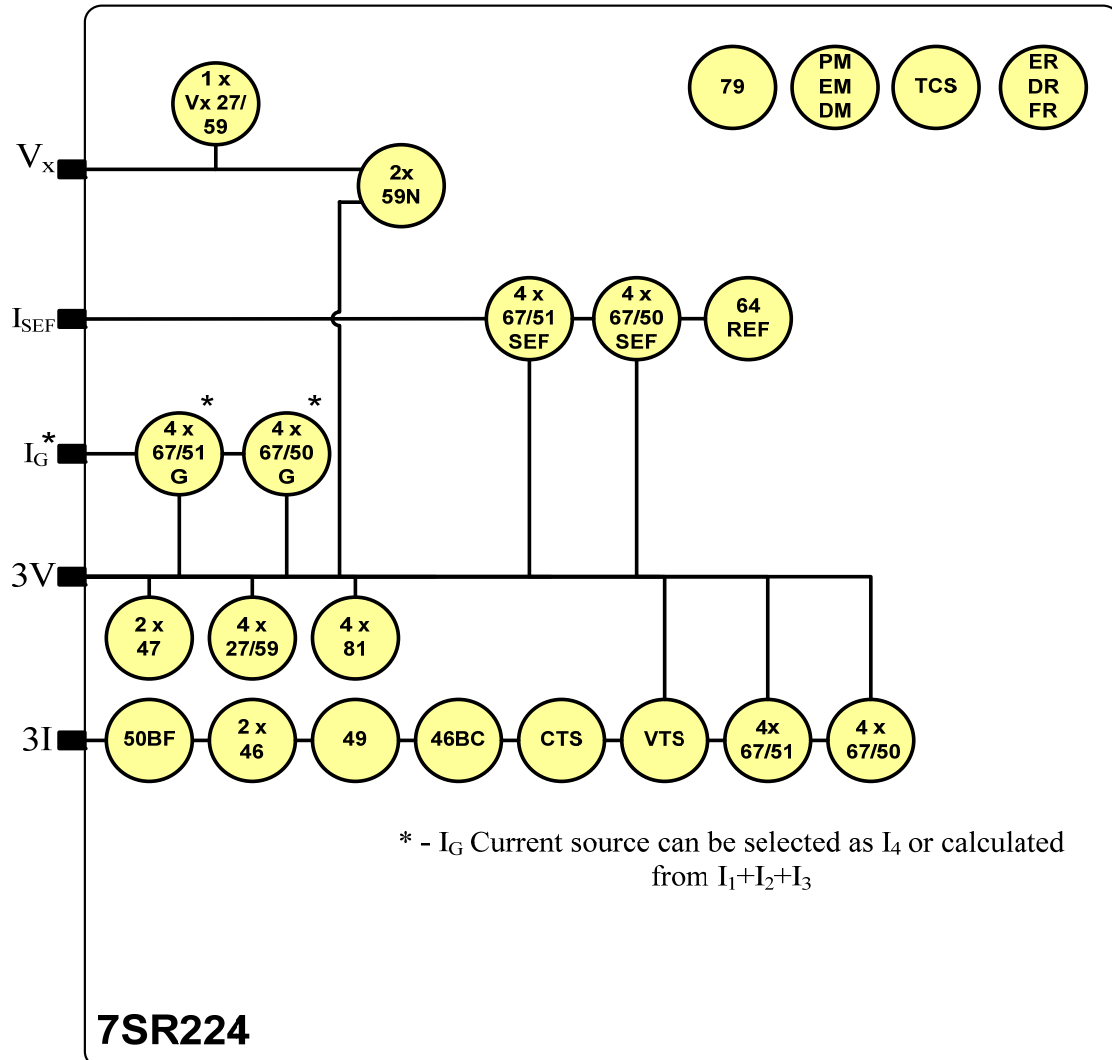 1 x
Vx 27/
59
79
PM
EM
DM
TCS
ER
DR
FR
Vx
2x
59N
ISEF
4 x
67/51
SEF
4 x
67/50
SEF
64
REF
IG*
4 x
67/51
G
*
4 x
67/50
G
*
3V
2 x
47
4 x
27/59
4 x
81
3I
50BF
2 x
46
49
46BC
CTS
VTS
4x
67/51
4 x
67/50
* - IG Current source can be selected as I4 or calculated
from I1+I2+I3
7SR224